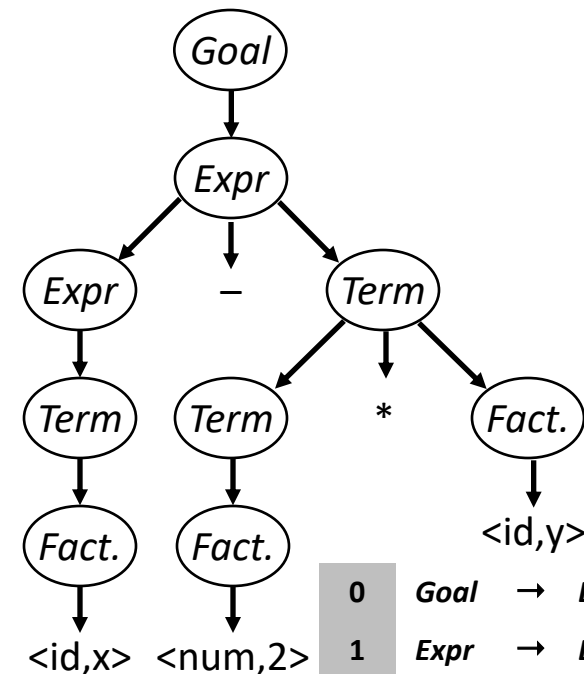 Goal
Expr
Expr – Term
Term Term * Fact.
Fact. Fact. <id,y>
0 Goal →
<id,x> <num,2> 1 Expr →